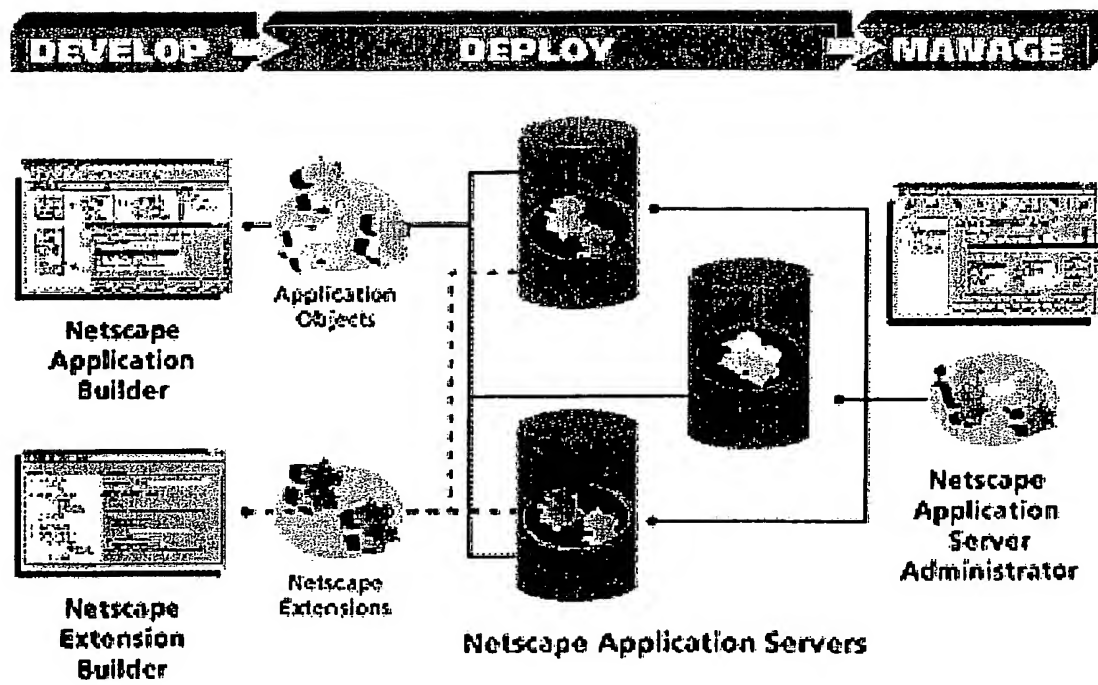 DEVELOP
DEPLOY
MANAGE
Netscape
Application
Builder
Application
Objects
Netscape
Extension
Builder
Netscape
Extensions
Netscape Application Servers
Netscape
Application
Server
Administrator